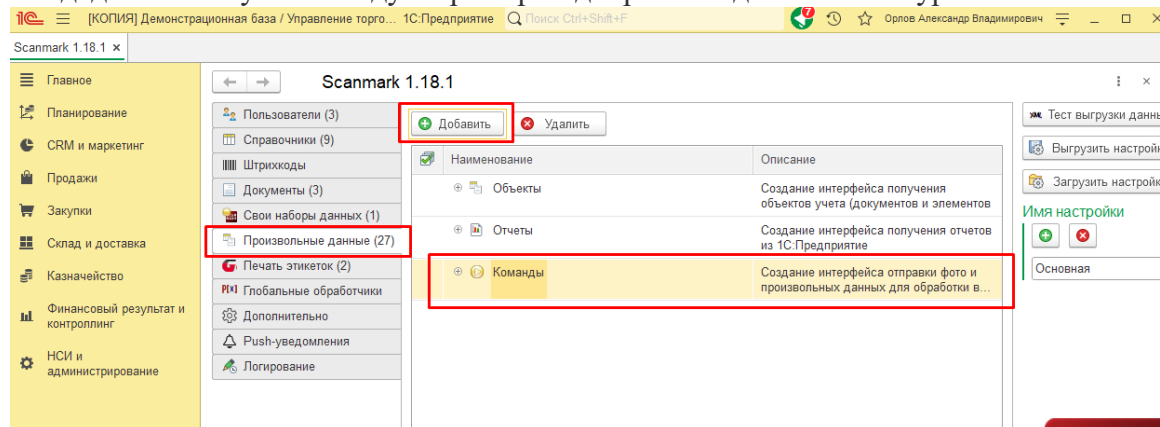 [КОПИЯ] Демонстрационная база / Управление торго... 1С:Предприятие
Поиск Ctrl+Shift+F
7
Орлов Александр Владимирович
Scanmark 1.18.1 ×
Главное
Планирование
CRM и маркетинг
Продажи
Закупки
Склад и доставка
Казначейство
Финансовый результат и
контроллинг
НСИ и
администрирование
Scanmark 1.18.1
Пользователи (3)
Справочники (9)
Штрихкоды
Документы (3)
Свои наборы данных (1)
Произвольные данные (27)
Печать этикеток (2)
Глобальные обработчики
Дополнительно
Push-уведомления
Логирование
Добавить
Удалить
Наименование
Описание
Объекты
Создание интерфейса получения
объектов учета (документов и элементов
Отчеты
Создание интерфейса получения отчетов
из 1С:Предприятие
Команды
Создание интерфейса отправки фото и
произвольных данных для обработки в...
Тест выгрузки данны
Выгрузить настройк
Загрузить настройк
Имя настройки
Основная